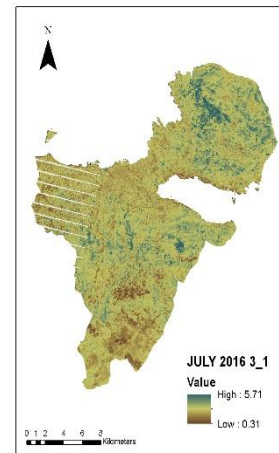 N
JULY 2016 3_1
Value
High : 5.71
Low : 0.31
0 1 2 4 6 8
Kilometers